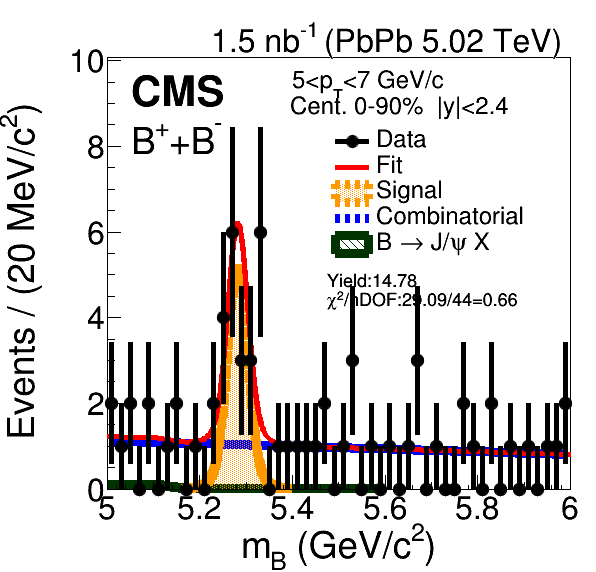 1.5 nb⁻¹ (PbPb 5.02 TeV)
CMS
B⁺+B⁻
5<p_T<7 GeV/c
Cent. 0-90% |y|<2.4
Data
Fit
Signal
Combinatorial
B → J/ψ X
Yield:14.78
χ²/nDOF:29.09/44=0.66
Events / (20 MeV/c²)
10
8
6
4
2
0
5 5.2 5.4 5.6 5.8 6
m_B (GeV/c²)